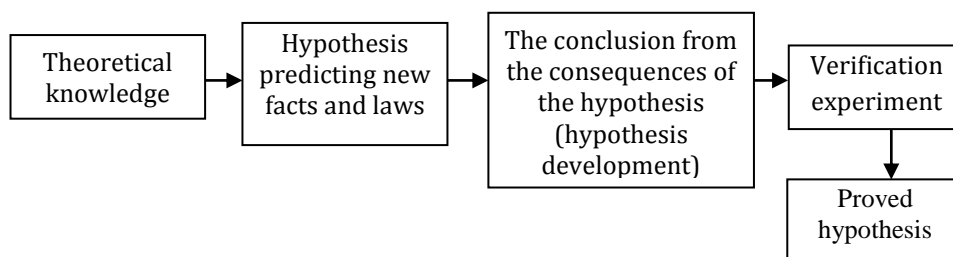 Theoretical
knowledge
Hypothesis
predicting new
facts and laws
The conclusion from
the consequences of
the hypothesis
(hypothesis
development)
Verification
experiment
Proved
hypothesis